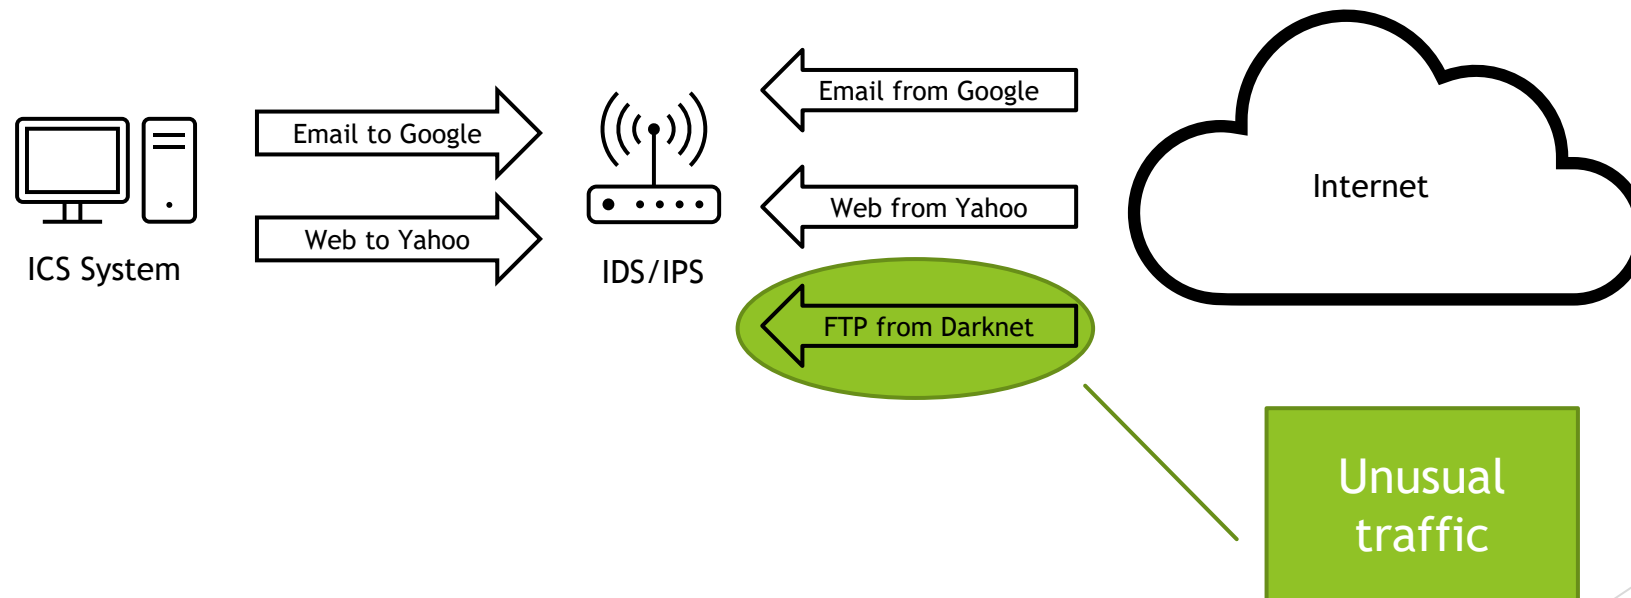 Email from Google
Email to Google
Internet
Web from Yahoo
Web to Yahoo
ICS System
IDS/IPS
FTP from Darknet
Unusual
traffic